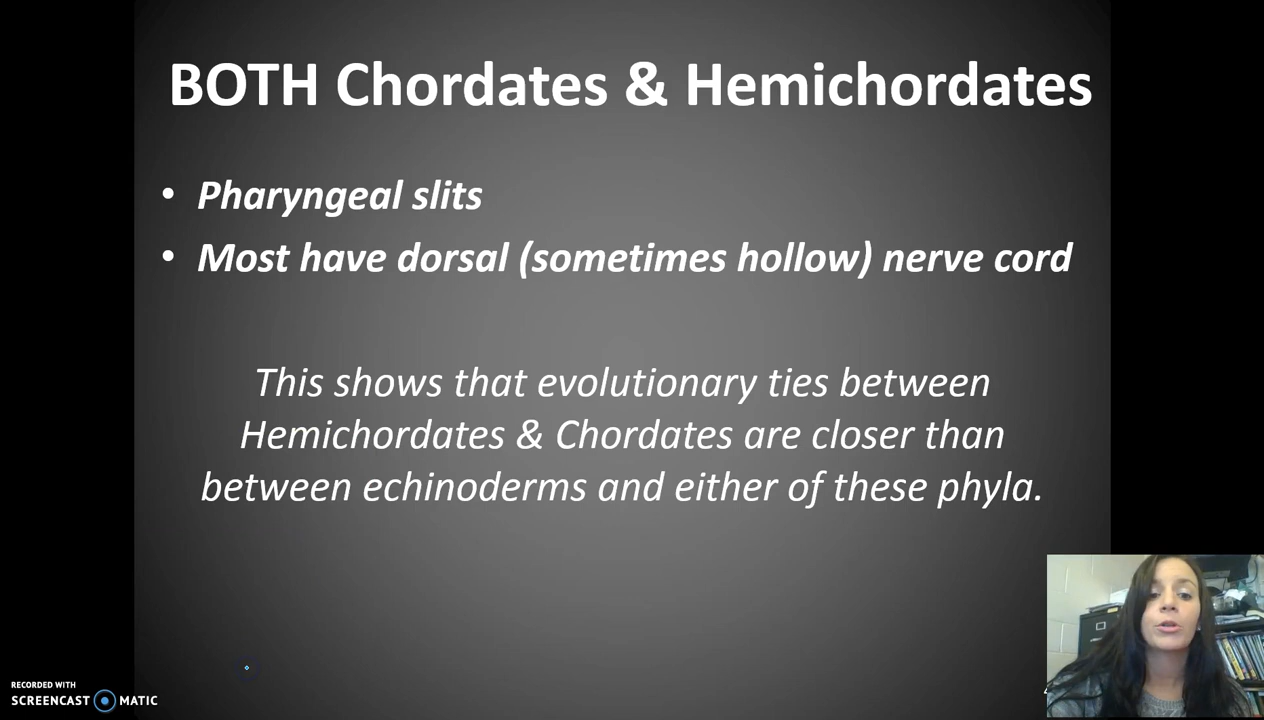 BOTH Chordates & Hemichordates
• Pharyngeal slits
• Most have dorsal (sometimes hollow) nerve cord
This shows that evolutionary ties between
Hemichordates & Chordates are closer than
between echinoderms and either of these phyla.
RECORDED WITH
SCREENCAST MATIC